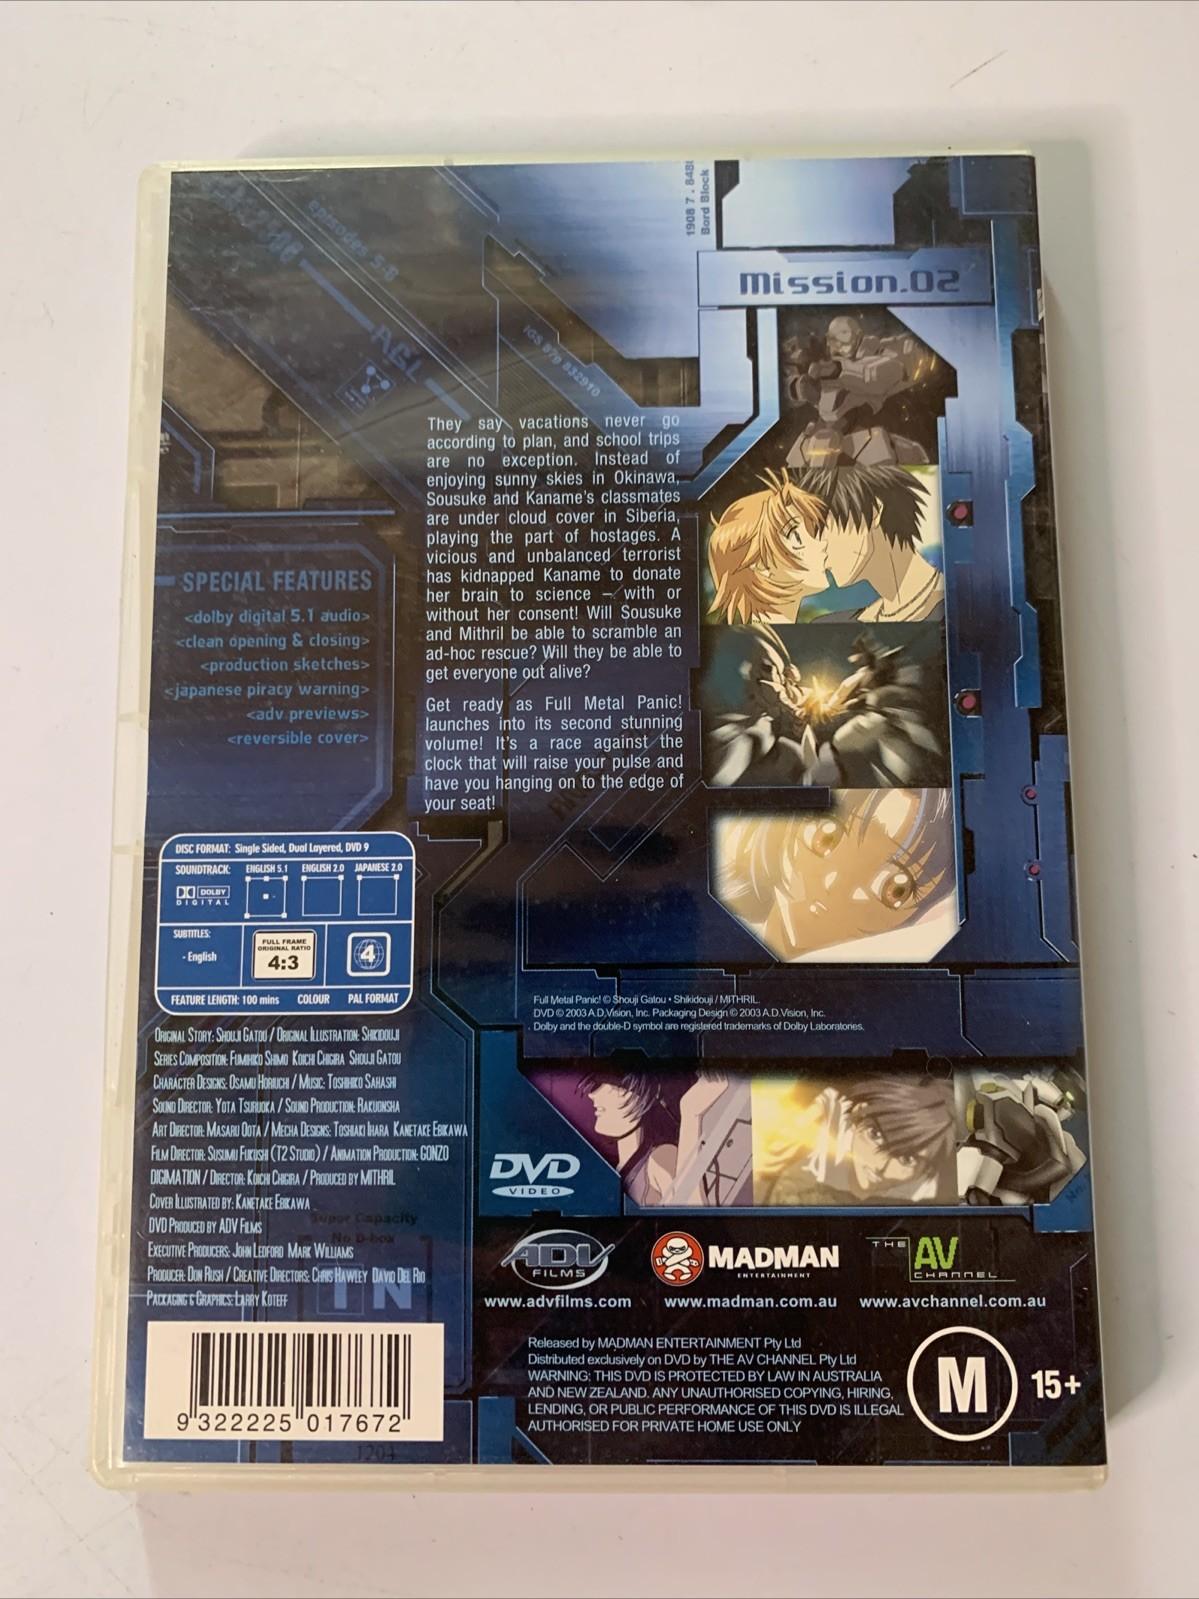 1908 7 . 848
Bord Block
episodes 5-8
AGL
IGS 879 832910
Mission.02
They say vacations never go
according to plan, and school trips
are no exception. Instead of
enjoying sunny skies in Okinawa,
Sousuke and Kaname's classmates
are under cloud cover in Siberia,
playing the part of hostages. A
vicious and unbalanced terrorist
has kidnapped Kaname to donate
her brain to science – with or
without her consent! Will Sousuke
and Mithril be able to scramble an
ad-hoc rescue? Will they be able to
get everyone out alive?
Get ready as Full Metal Panic!
launches into its second stunning
volume! It's a race against the
clock that will raise your pulse and
have you hanging on to the edge of
your seat!
SPECIAL FEATURES
<dolby digital 5.1 audio>
<clean opening & closing>
<production sketches>
<japanese piracy warning>
<adv previews>
<reversible cover>
DISC FORMAT: Single Sided, Dual Layered, DVD 9
SOUNDTRACK: ENGLISH 5.1 ENGLISH 2.0 JAPANESE 2.0
DOLBY
DIGITAL
SUBTITLES:
- English
FULL FRAME
ORIGINAL RATIO
4:3
4
FEATURE LENGTH: 100 mins COLOUR PAL FORMAT
Full Metal Panic! © Shouji Gatou • Shikidouji / MITHRIL.
DVD © 2003 A.D.Vision, Inc. Packaging Design © 2003 A.D.Vision, Inc.
Dolby and the double-D symbol are registered trademarks of Dolby Laboratories.
Original Story: Shouji Gatou / Original Illustration: Shikidouji
Series Composition: Fumihiko Shimo Koichi Chigira Shouji Gatou
Character Designs: Osamu Horiuchi / Music: Toshihiko Sahashi
Sound Director: Yota Tsuruoka / Sound Production: Rakuonsha
Art Director: Masaru Oota / Mecha Designs: Toshiaki Ihara Kanetake Ebikawa
Film Director: Susumu Fukushi (T2 Studio) / Animation Production: GONZO
DIGIMATION / Director: Koichi Chigira / Produced by MITHRIL
Cover Illustrated by: Kanetake Ebikawa
DVD Produced by ADV Films
Executive Producers: John Ledford Mark Williams
Producer: Don Rush / Creative Directors: Chris Hawley David Del Rio
Packaging & Graphics: Larry Koteff
Super Capacity
No D-box
DVD
VIDEO
ADV
FILMS
www.advfilms.com
MADMAN
ENTERTAINMENT
www.madman.com.au
THE AV
CHANNEL
www.avchannel.com.au
Released by MADMAN ENTERTAINMENT Pty Ltd
Distributed exclusively on DVD by THE AV CHANNEL Pty Ltd
WARNING: THIS DVD IS PROTECTED BY LAW IN AUSTRALIA
AND NEW ZEALAND. ANY UNAUTHORISED COPYING, HIRING,
LENDING, OR PUBLIC PERFORMANCE OF THIS DVD IS ILLEGAL
AUTHORISED FOR PRIVATE HOME USE ONLY
M 15+
9 322225 017672
1204